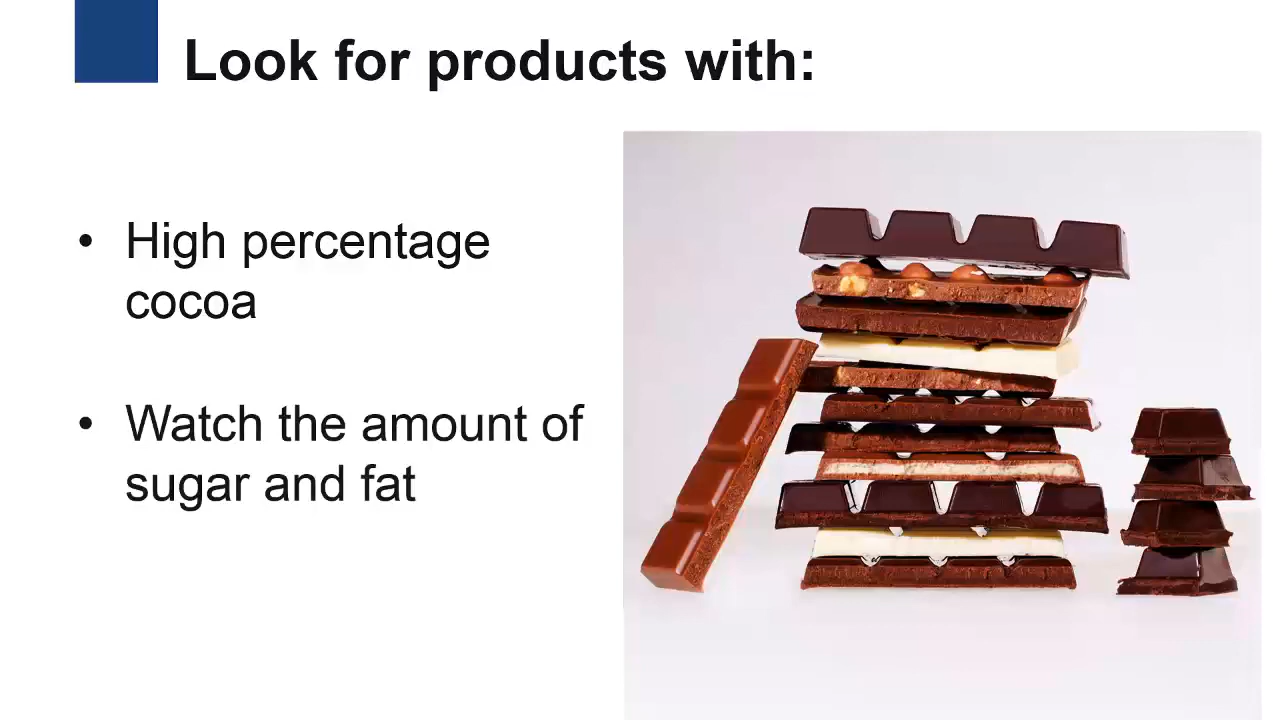 Look for products with:
• High percentage
cocoa
• Watch the amount of
sugar and fat